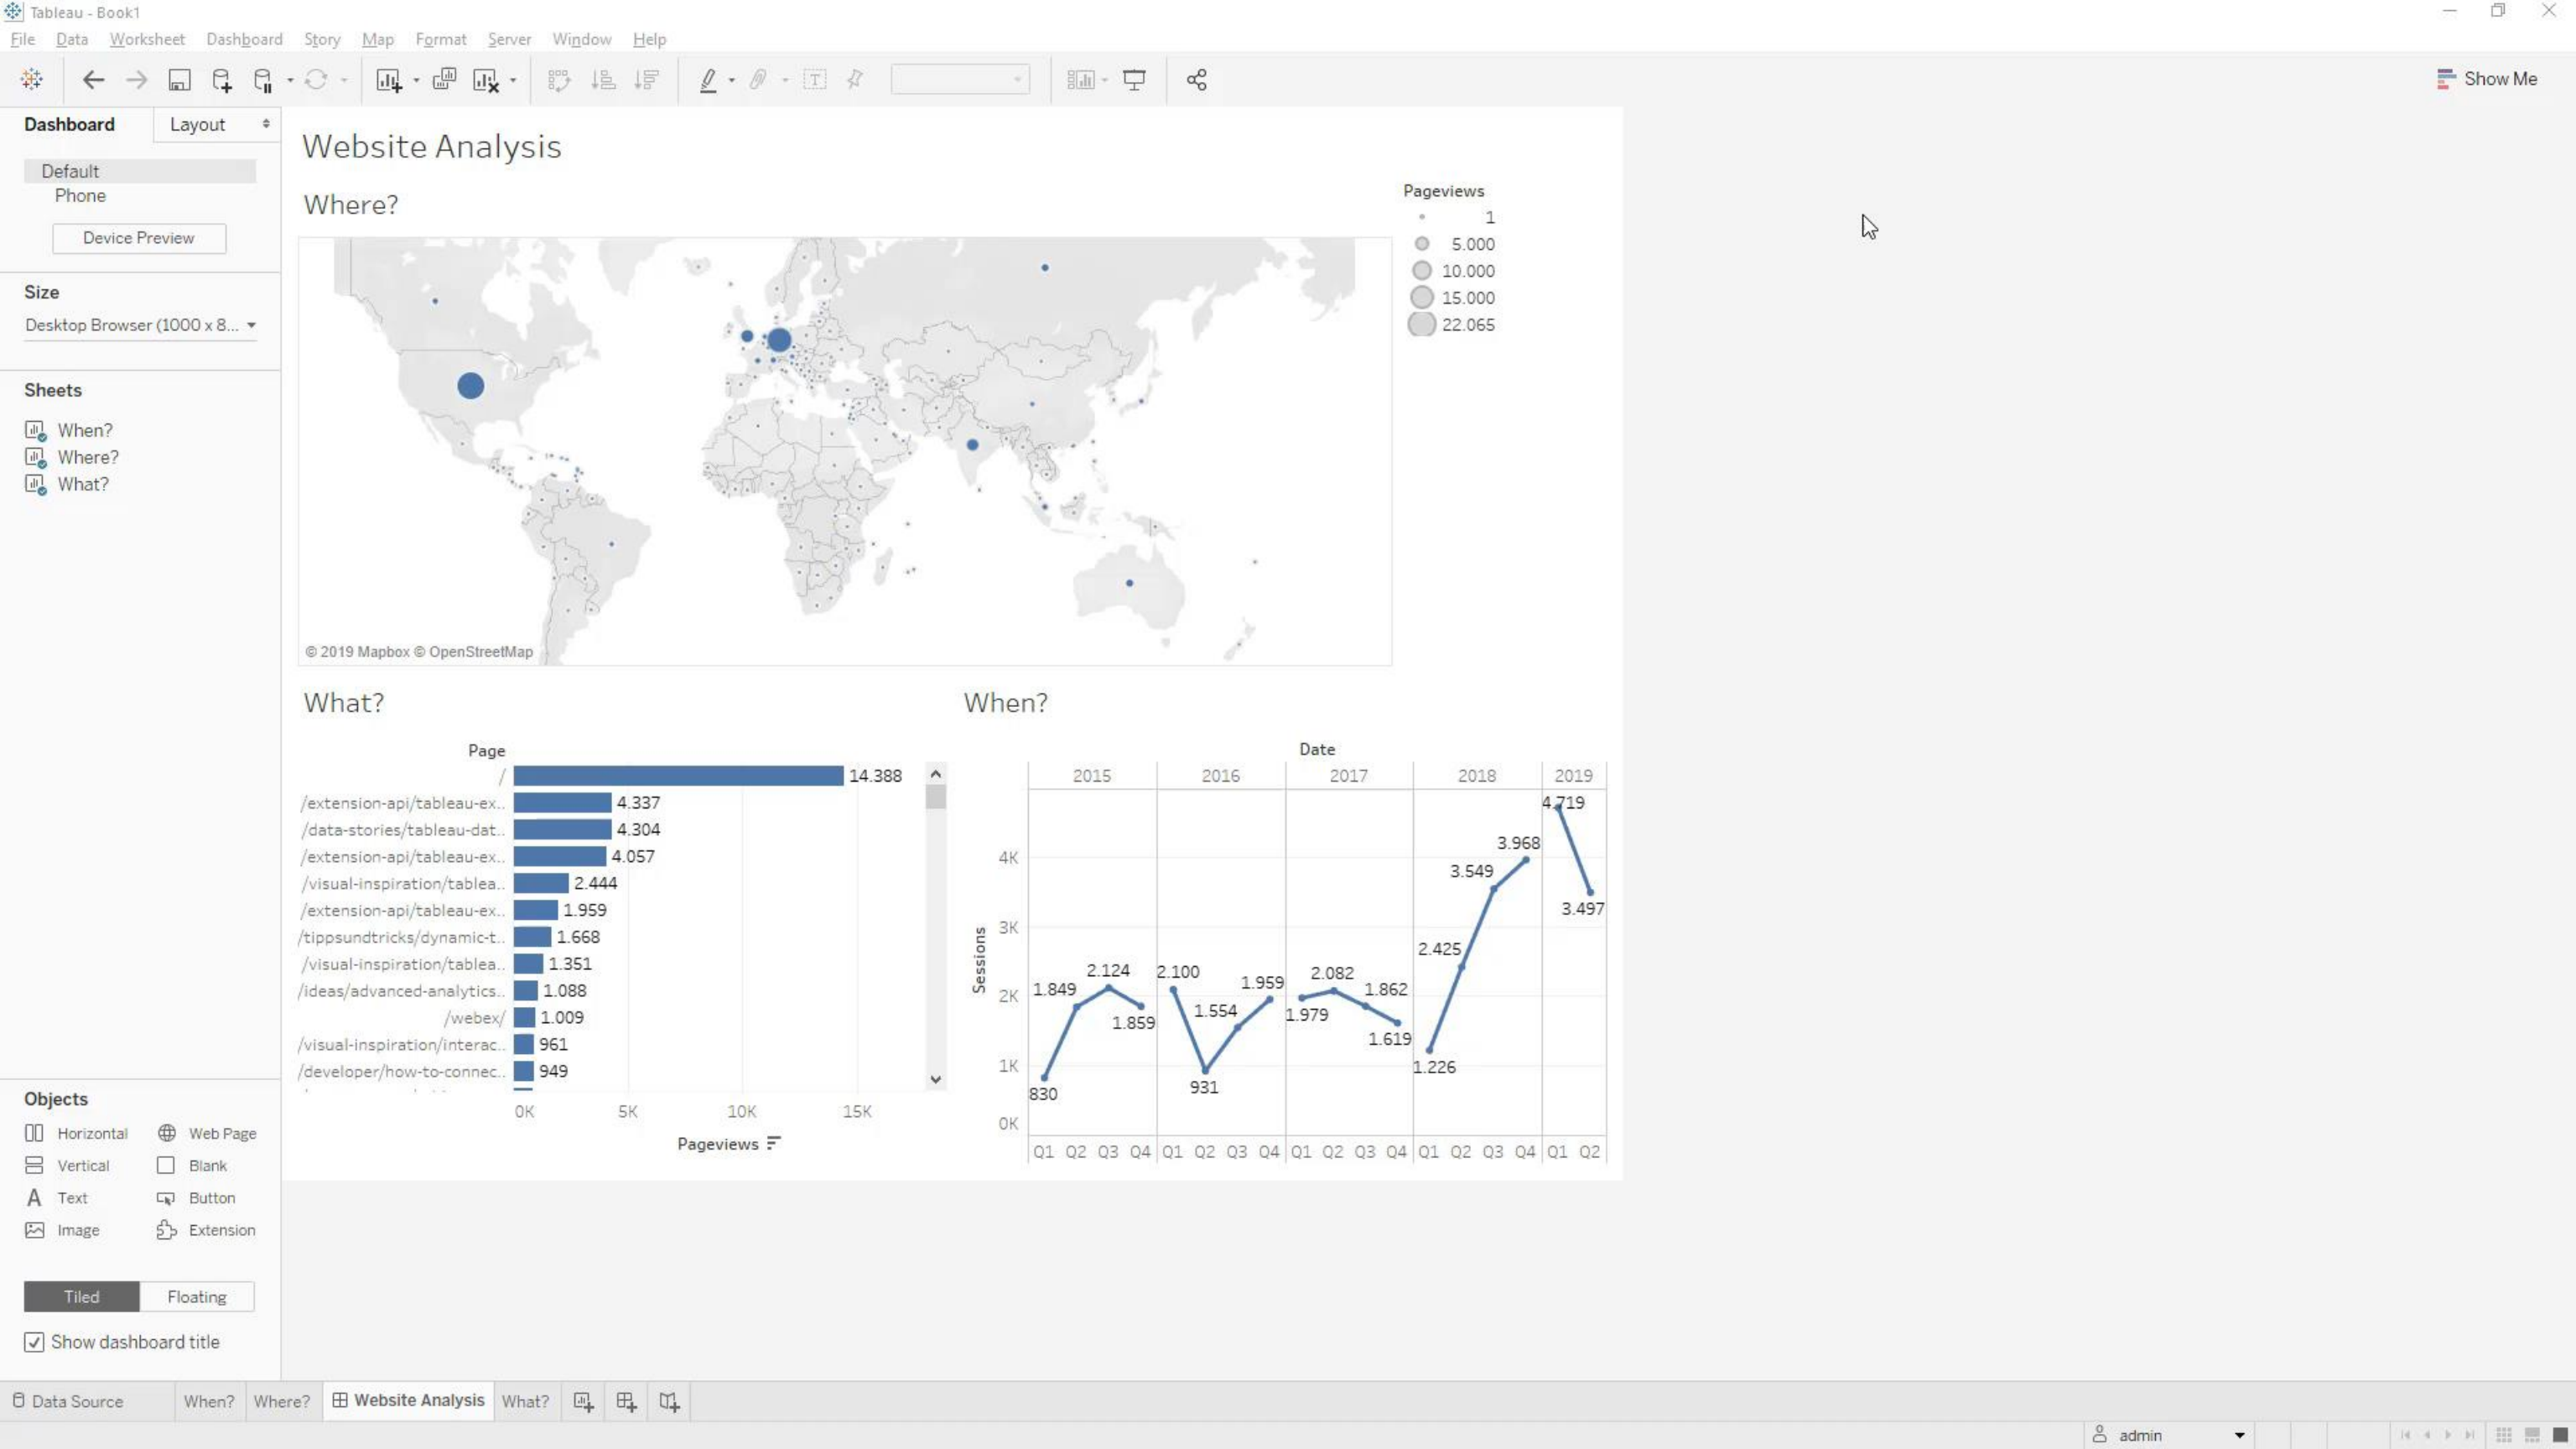 Tableau - Book1
File Data Worksheet Dashboard Story Map Format Server Window Help
Show Me
Dashboard Layout
Default
Phone
Device Preview
Size
Desktop Browser (1000 x 8...
Sheets
When?
Where?
What?
Objects
Horizontal Web Page
Vertical Blank
Text Button
Image Extension
Tiled Floating
Show dashboard title
Website Analysis
Where?
Pageviews
1
5.000
10.000
15.000
22.065
© 2019 Mapbox © OpenStreetMap
What?
Page
/ 14.388
/extension-api/tableau-ex.. 4.337
/data-stories/tableau-dat.. 4.304
/extension-api/tableau-ex.. 4.057
/visual-inspiration/tablea.. 2.444
/extension-api/tableau-ex.. 1.959
/tippsundtricks/dynamic-t.. 1.668
/visual-inspiration/tablea.. 1.351
/ideas/advanced-analytics.. 1.088
/webex/ 1.009
/visual-inspiration/interac.. 961
/developer/how-to-connec.. 949
0K 5K 10K 15K
Pageviews
When?
Date
2015 2016 2017 2018 2019
4.719
3.968
4K
3.549
3.497
3K
2.425
Sessions
2.124 2.100 2.082
1.849 1.959 1.862
2K
1.554 1.979
1.859
1.619
1K
1.226
931
830
0K
Q1 Q2 Q3 Q4 Q1 Q2 Q3 Q4 Q1 Q2 Q3 Q4 Q1 Q2 Q3 Q4 Q1 Q2
Data Source When? Where? Website Analysis What?
admin